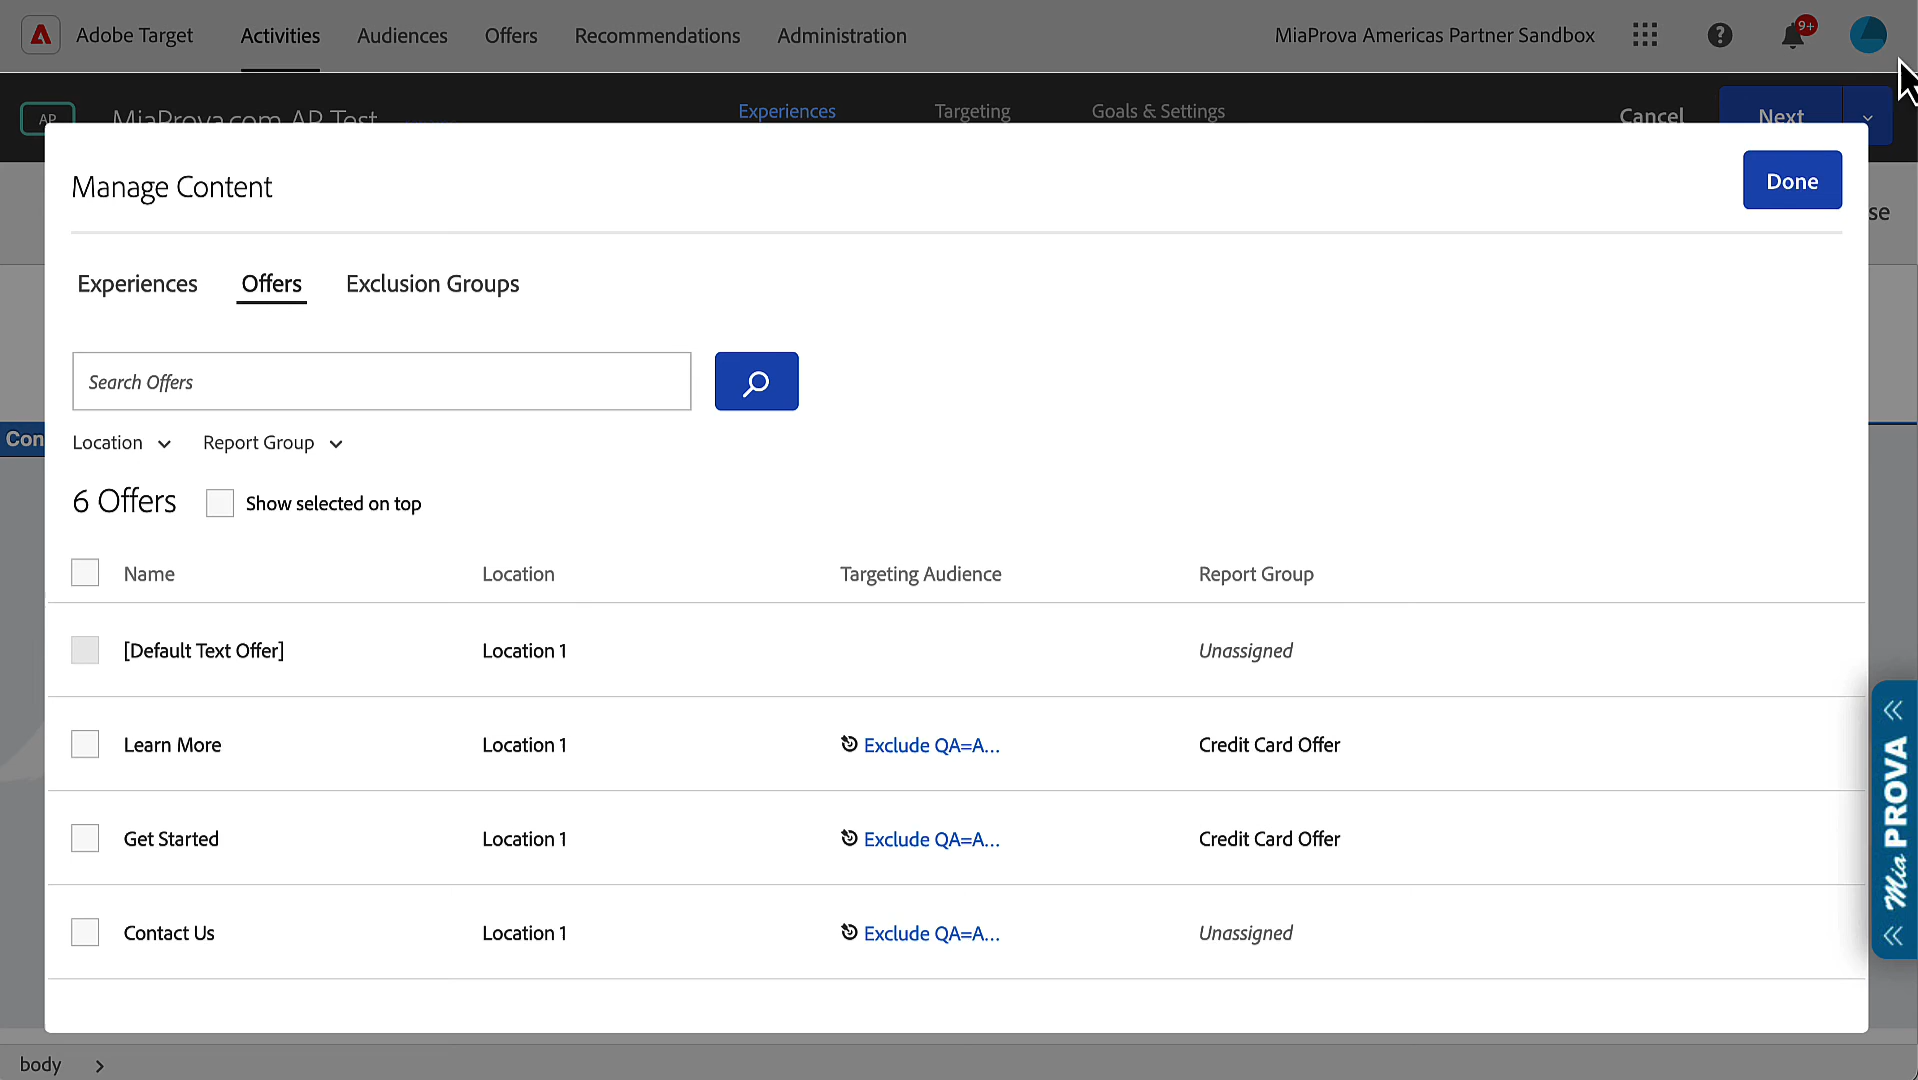 Adobe Target Activities Audiences Offers Recommendations Administration MiaProva Americas Partner Sandbox 9+
AP MiaProva.com AP Test Experiences Targeting Goals & Settings Cancel Next
Manage Content Done
se
Experiences Offers Exclusion Groups
Search Offers
Con
Location Report Group
6 Offers Show selected on top
Name Location Targeting Audience Report Group
[Default Text Offer] Location 1 Unassigned
Learn More Location 1 Exclude QA=A... Credit Card Offer
Get Started Location 1 Exclude QA=A... Credit Card Offer
Contact Us Location 1 Exclude QA=A... Unassigned
Mia PROVA
body